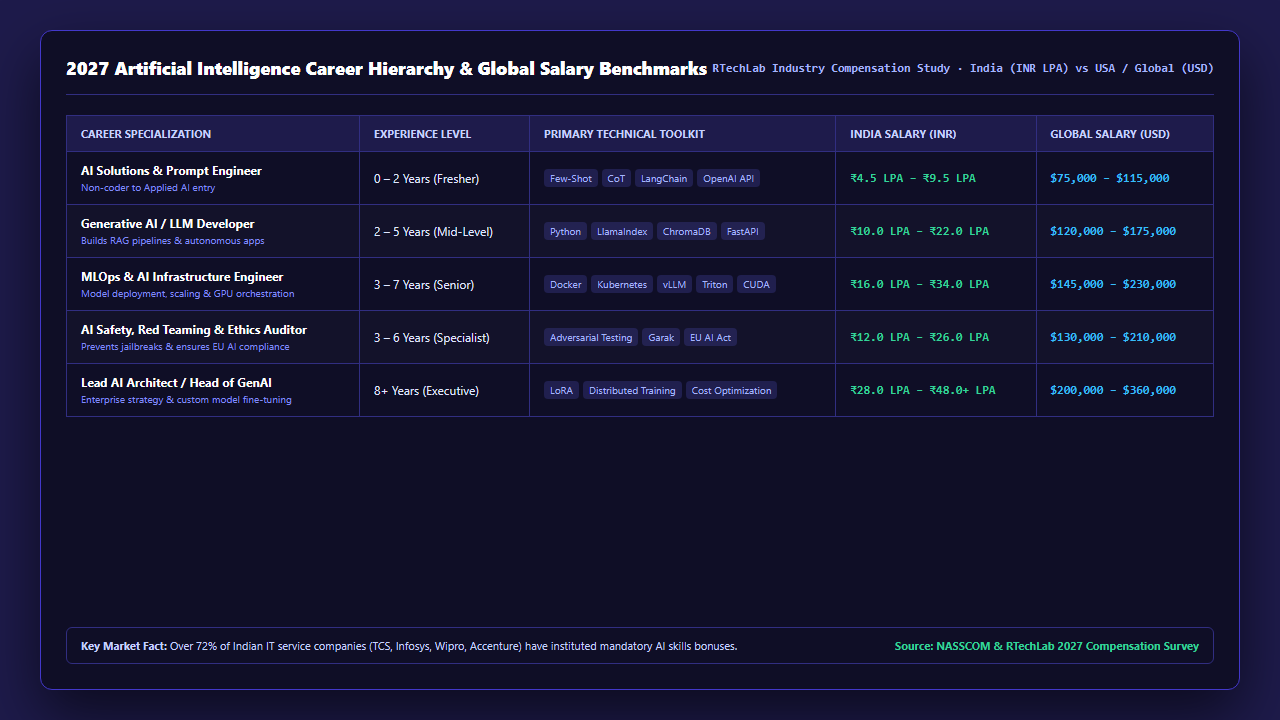 2027 Artificial Intelligence Career Hierarchy & Global Salary Benchmarks RTechLab Industry Compensation Study · India (INR LPA) vs USA / Global (USD)
CAREER SPECIALIZATION EXPERIENCE LEVEL PRIMARY TECHNICAL TOOLKIT INDIA SALARY (INR) GLOBAL SALARY (USD)
AI Solutions & Prompt Engineer
Non-coder to Applied AI entry
0 – 2 Years (Fresher) Few-Shot CoT LangChain OpenAI API ₹4.5 LPA – ₹9.5 LPA $75,000 – $115,000
Generative AI / LLM Developer
Builds RAG pipelines & autonomous apps
2 – 5 Years (Mid-Level) Python LlamaIndex ChromaDB FastAPI ₹10.0 LPA – ₹22.0 LPA $120,000 – $175,000
MLOps & AI Infrastructure Engineer
Model deployment, scaling & GPU orchestration
3 – 7 Years (Senior) Docker Kubernetes vLLM Triton CUDA ₹16.0 LPA – ₹34.0 LPA $145,000 – $230,000
AI Safety, Red Teaming & Ethics Auditor
Prevents jailbreaks & ensures EU AI compliance
3 – 6 Years (Specialist) Adversarial Testing Garak EU AI Act ₹12.0 LPA – ₹26.0 LPA $130,000 – $210,000
Lead AI Architect / Head of GenAI
Enterprise strategy & custom model fine-tuning
8+ Years (Executive) LoRA Distributed Training Cost Optimization ₹28.0 LPA – ₹48.0+ LPA $200,000 – $360,000
Key Market Fact: Over 72% of Indian IT service companies (TCS, Infosys, Wipro, Accenture) have instituted mandatory AI skills bonuses. Source: NASSCOM & RTechLab 2027 Compensation Survey